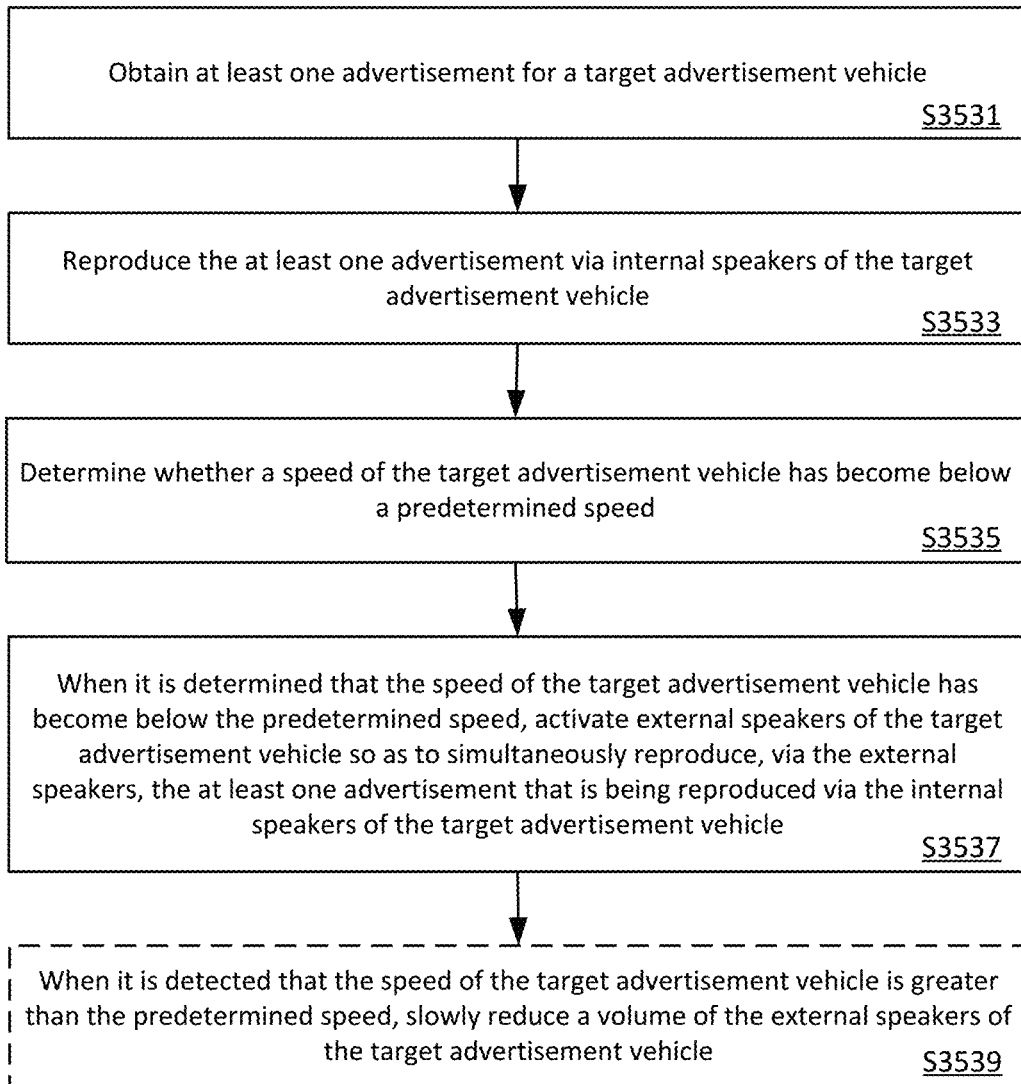 Obtain at least one advertisement for a target advertisement vehicle
S3531
Reproduce the at least one advertisement via internal speakers of the target
advertisement vehicle
S3533
Determine whether a speed of the target advertisement vehicle has become below
a predetermined speed
S3535
When it is determined that the speed of the target advertisement vehicle has
become below the predetermined speed, activate external speakers of the target
advertisement vehicle so as to simultaneously reproduce, via the external
speakers, the at least one advertisement that is being reproduced via the internal
speakers of the target advertisement vehicle
S3537
When it is detected that the speed of the target advertisement vehicle is greater
than the predetermined speed, slowly reduce a volume of the external speakers of
the target advertisement vehicle
S3539